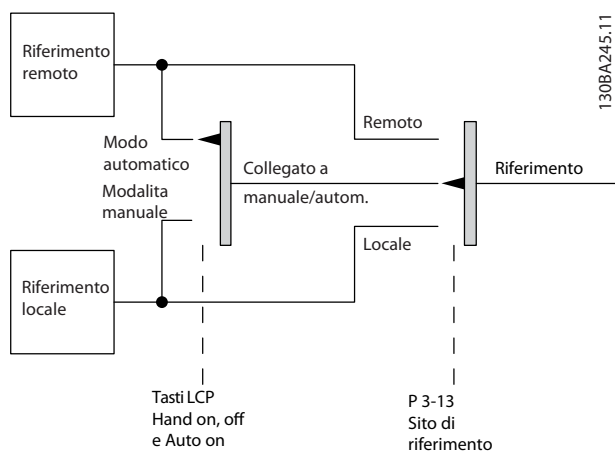 Riferimento
remoto
130BA245.11
Remoto
Modo
automatico
Collegato a
manuale/autom.
Riferimento
Modalita
manuale
Locale
Riferimento
locale
Tasti LCP
Hand on, off
e Auto on
P 3-13
Sito di
riferimento